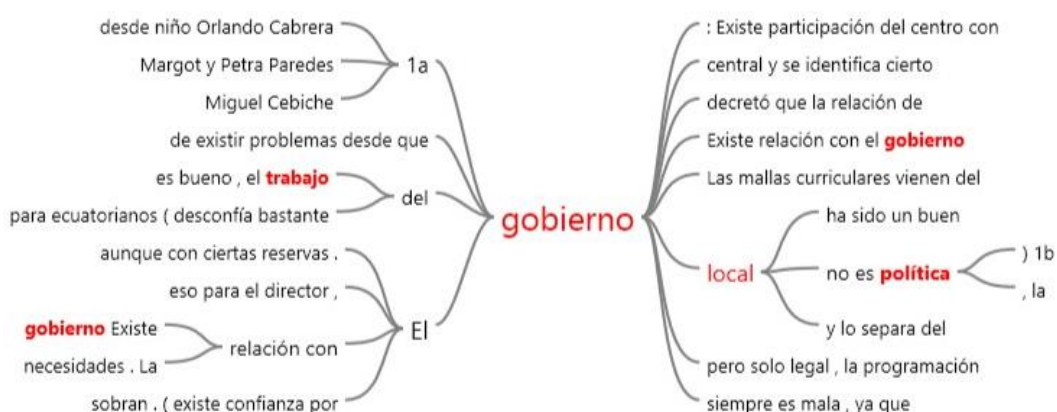 desde niño Orlando Cabrera
Margot y Petra Paredes
Miguel Cebiche
1a
de existir problemas desde que
es bueno , el trabajo
para ecuatorianos ( desconfía bastante
del
aunque con ciertas reservas .
eso para el director ,
gobierno Existe
necesidades . La
relación con
sobran . ( existe confianza por
El
gobierno
: Existe participación del centro con
central y se identifica cierto
decretó que la relación de
Existe relación con el gobierno
Las mallas curriculares vienen del
local
ha sido un buen
no es política
) 1b
, la
y lo separa del
pero solo legal , la programación
siempre es mala , ya que